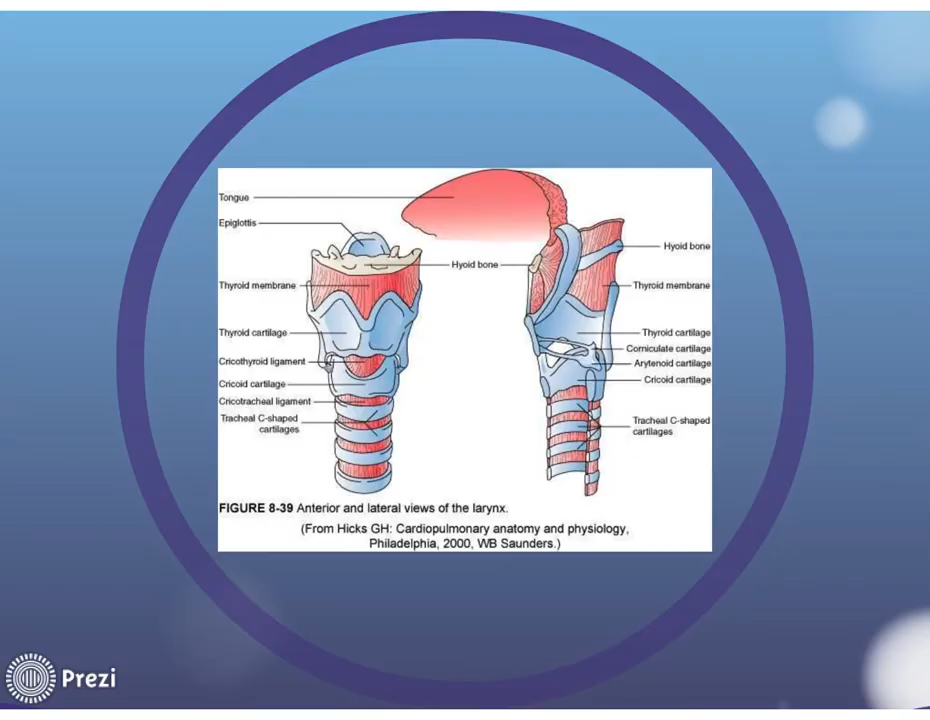 Tongue
Epiglottis
Hyoid bone
Hyoid bone
Thyroid membrane
Thyroid membrane
Thyroid cartilage
Thyroid cartilage
Corniculate cartilage
Cricothyroid ligament
Arytenoid cartilage
Cricoid cartilage
Cricoid cartilage
Cricotracheal ligament
Tracheal C-shaped
cartilages
Tracheal C-shaped
cartilages
FIGURE 8-39 Anterior and lateral views of the larynx.
(From Hicks GH: Cardiopulmonary anatomy and physiology,
Philadelphia, 2000, WB Saunders.)
Prezi